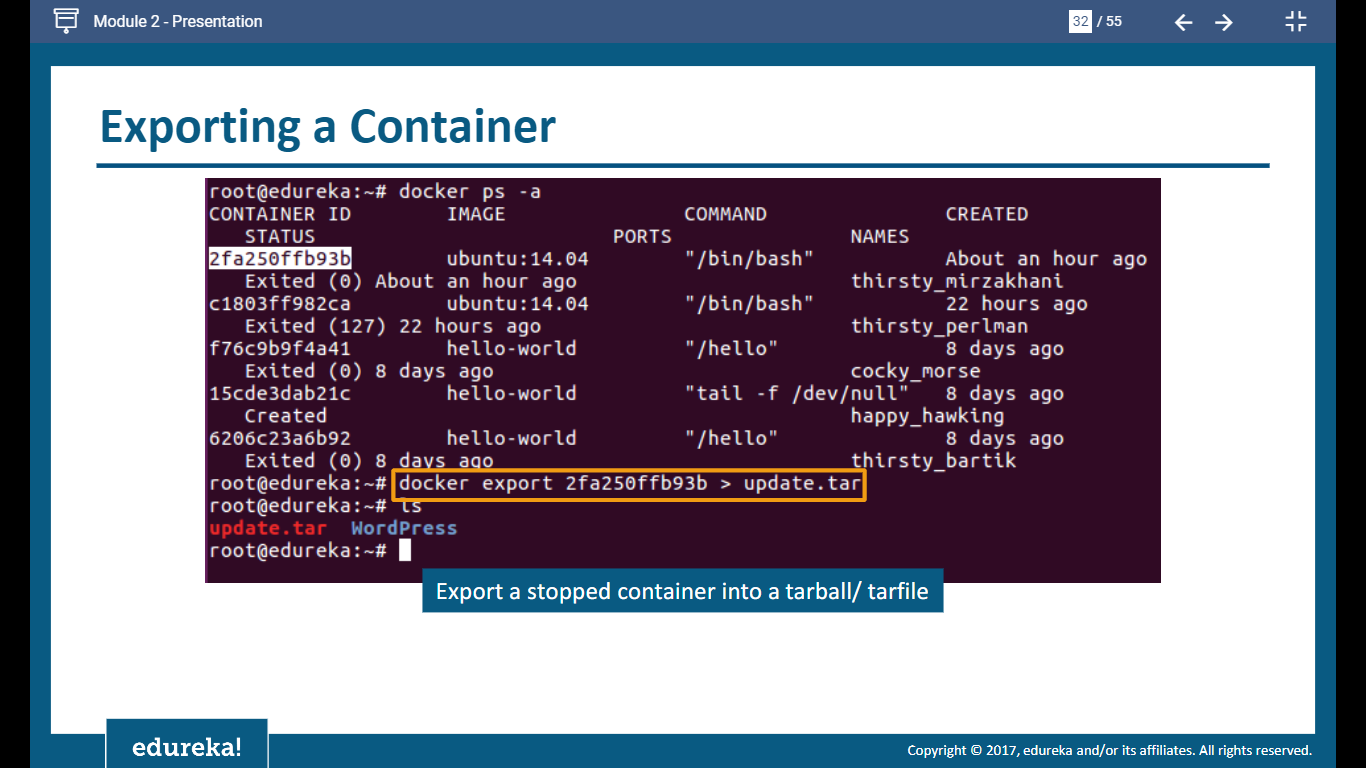 Module 2 - Presentation
32 / 55
Exporting a Container
root@edureka:~# docker ps -a
CONTAINER ID IMAGE COMMAND CREATED
STATUS PORTS NAMES
2fa250ffb93b ubuntu:14.04 "/bin/bash" About an hour ago
Exited (0) About an hour ago thirsty_mirzakhani
c1803ff982ca ubuntu:14.04 "/bin/bash" 22 hours ago
Exited (127) 22 hours ago thirsty_perlman
f76c9b9f4a41 hello-world "/hello" 8 days ago
Exited (0) 8 days ago cocky_morse
15cde3dab21c hello-world "tail -f /dev/null" 8 days ago
Created happy_hawking
6206c23a6b92 hello-world "/hello" 8 days ago
Exited (0) 8 days ago thirsty_bartik
root@edureka:~# docker export 2fa250ffb93b > update.tar
root@edureka:~# ls
update.tar WordPress
root@edureka:~#
Export a stopped container into a tarball/ tarfile
edureka!
Copyright © 2017, edureka and/or its affiliates. All rights reserved.